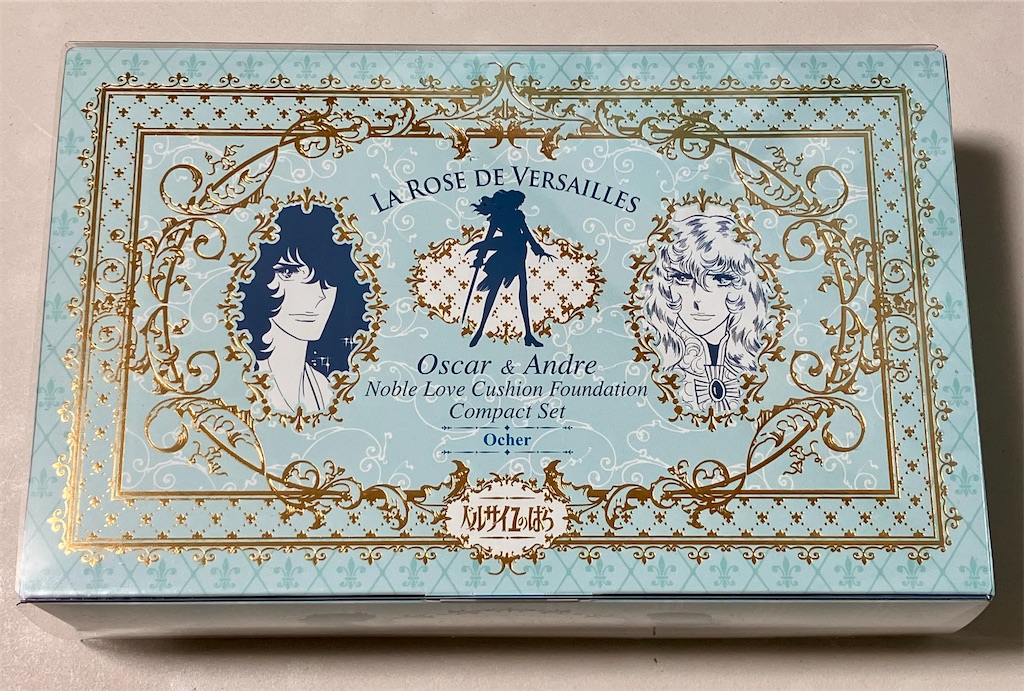 LA ROSE DE VERSAILLES
Oscar & Andre
Noble Love Cushion Foundation
Compact Set
Ocher
ベルサイユのばら